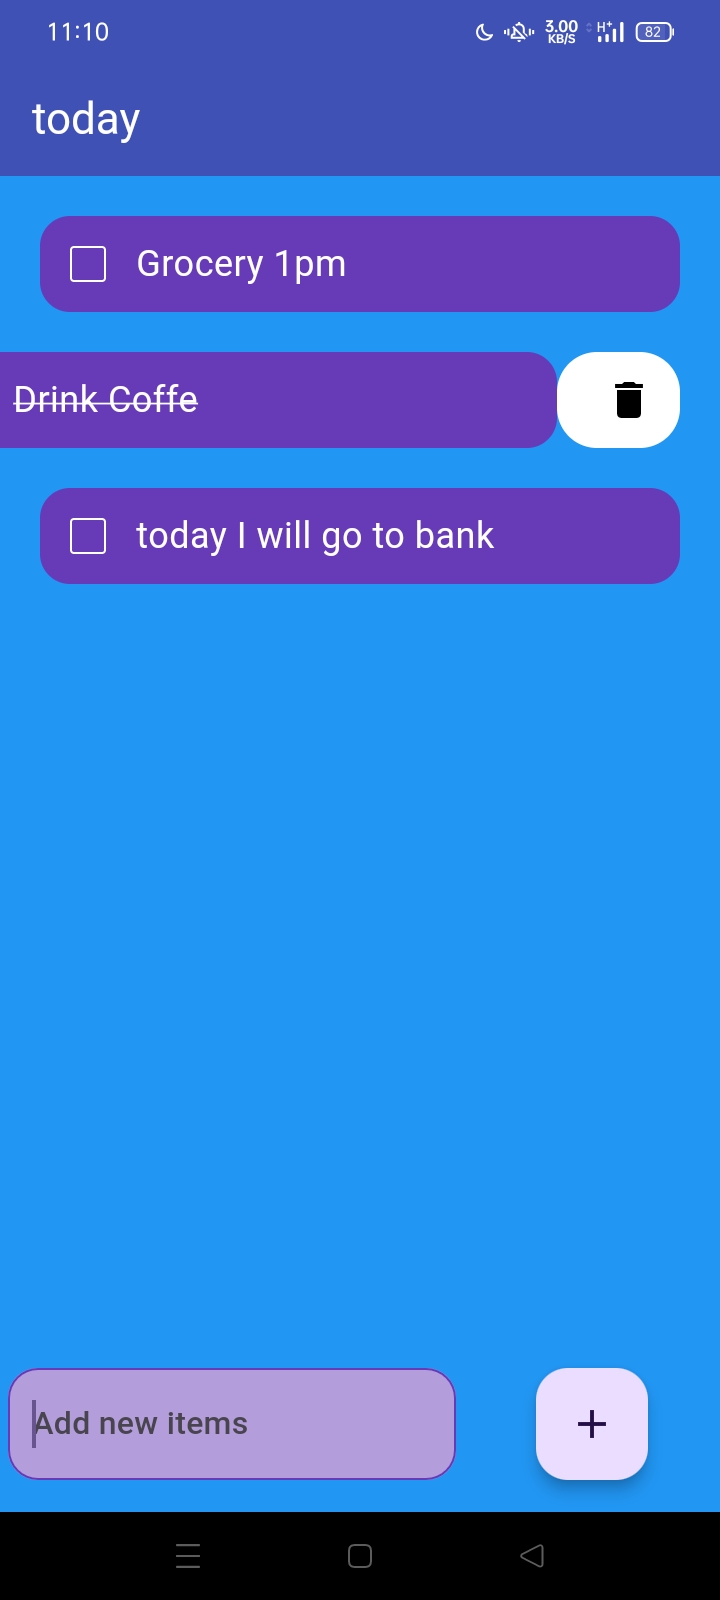 11:10
3.00
KB/S
H+
82
today
Grocery 1pm
Drink Coffe
today I will go to bank
Add new items